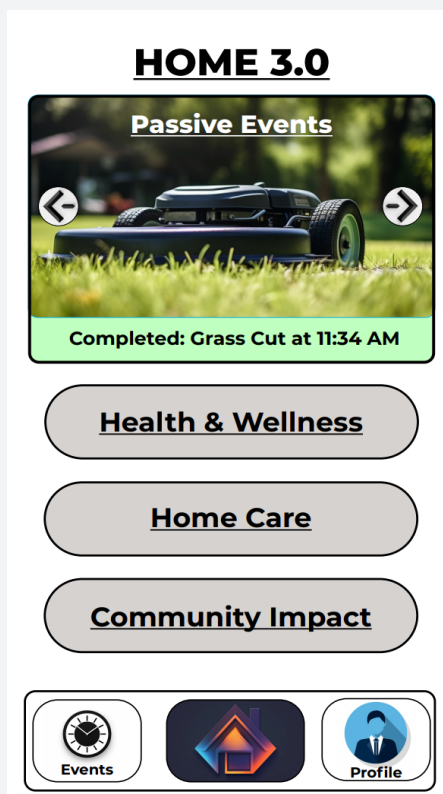 HOME 3.0
Passive Events
Completed: Grass Cut at 11:34 AM
Health & Wellness
Home Care
Community Impact
Events
Profile